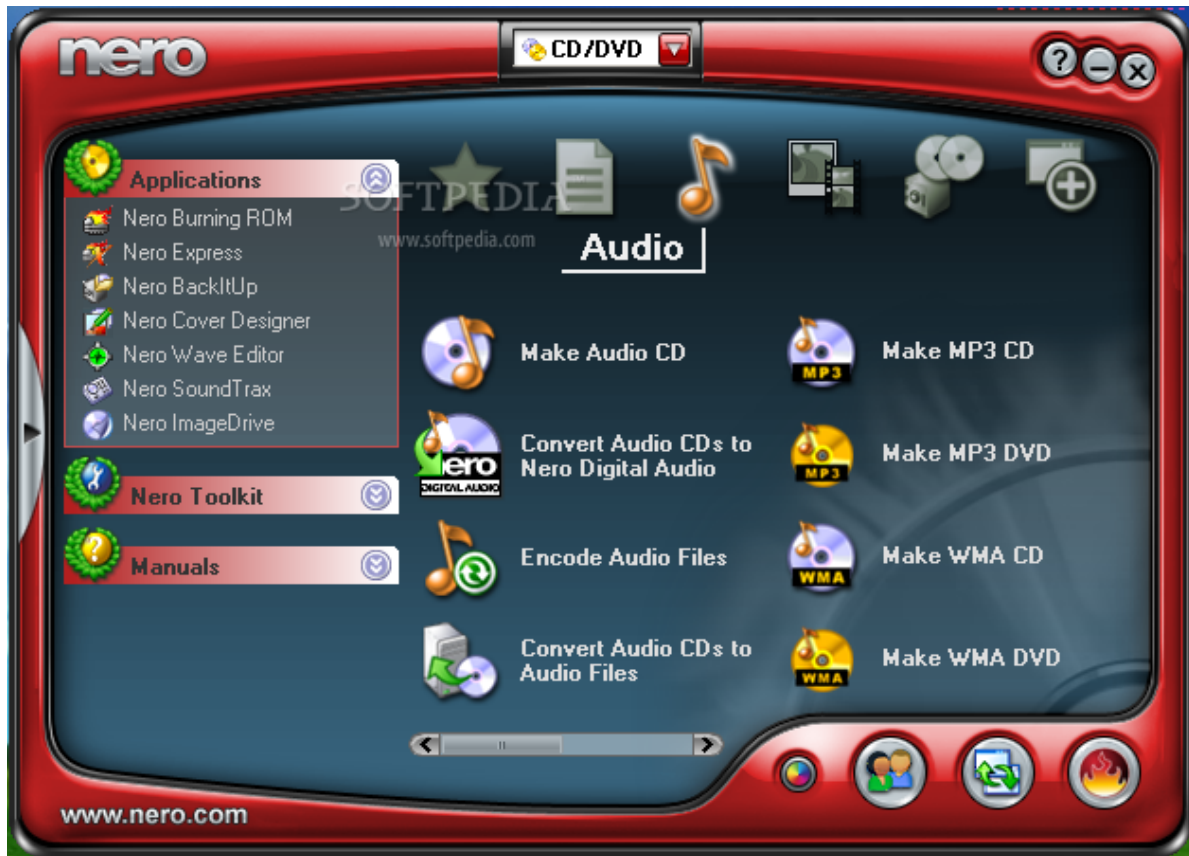 nero
CD/DVD
?
Applications
Nero Burning ROM
Nero Express
Nero BackItUp
Nero Cover Designer
Nero Wave Editor
Nero SoundTrax
Nero ImageDrive
Nero Toolkit
?
Manuals
SOFTPEDIA
www.softpedia.com
Audio
Make Audio CD
nero
DIGITAL AUDIO
Convert Audio CDs to
Nero Digital Audio
Encode Audio Files
Convert Audio CDs to
Audio Files
MP3
Make MP3 CD
MP3
Make MP3 DVD
WMA
Make WMA CD
WMA
Make WMA DVD
www.nero.com